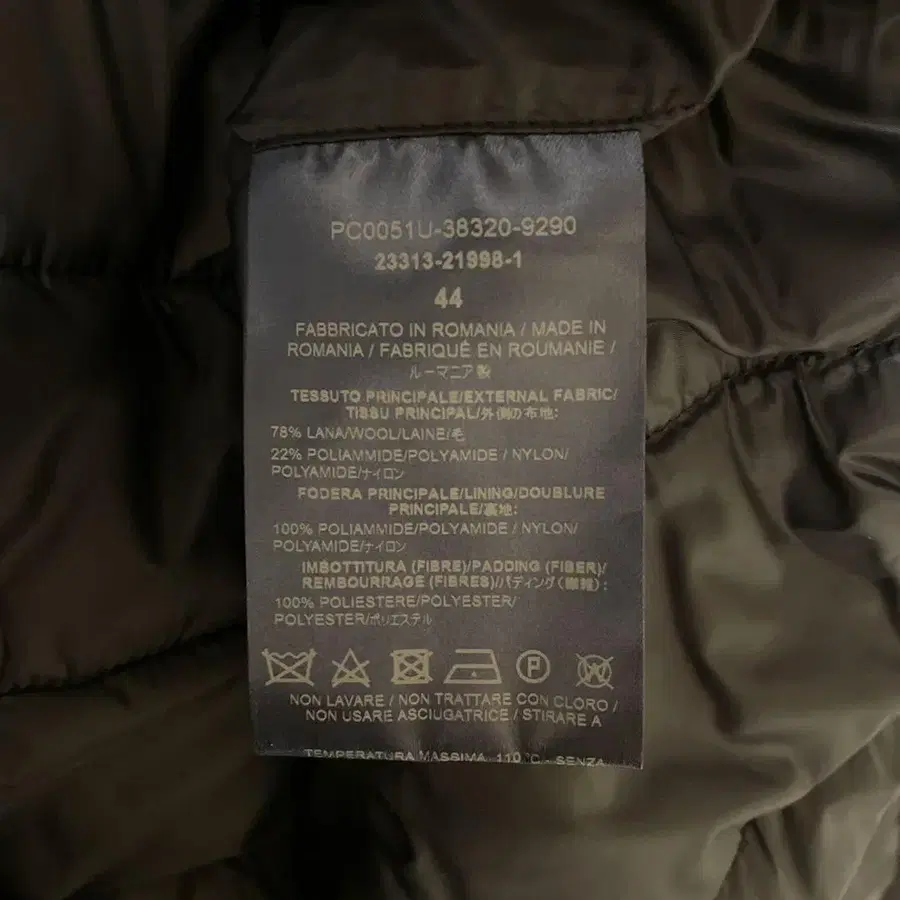 PC0051U-38320-9290
23313-21998-1
44
FABBRICATO IN ROMANIA / MADE IN
ROMANIA / FABRIQUÉ EN ROUMANIE /
ルーマニア製
TESSUTO PRINCIPALE/EXTERNAL FABRIC/
TISSU PRINCIPAL/外側の布地:
78% LANA/WOOL/LAINE/毛
22% POLIAMMIDE/POLYAMIDE / NYLON/
POLYAMIDE/ナイロン
FODERA PRINCIPALE/LINING/DOUBLURE
PRINCIPALE/裏地:
100% POLIAMMIDE/POLYAMIDE / NYLON/
POLYAMIDE/ナイロン
IMBOTTITURA (FIBRE)/PADDING (FIBER)/
REMBOURRAGE (FIBRES)/パディング(繊維):
100% POLIESTERE/POLYESTER/
POLYESTER/ポリエステル
P W
NON LAVARE / NON TRATTARE CON CLORO /
NON USARE ASCIUGATRICE / STIRARE A
TEMPERATURA MASSIMA 110°C - SENZA